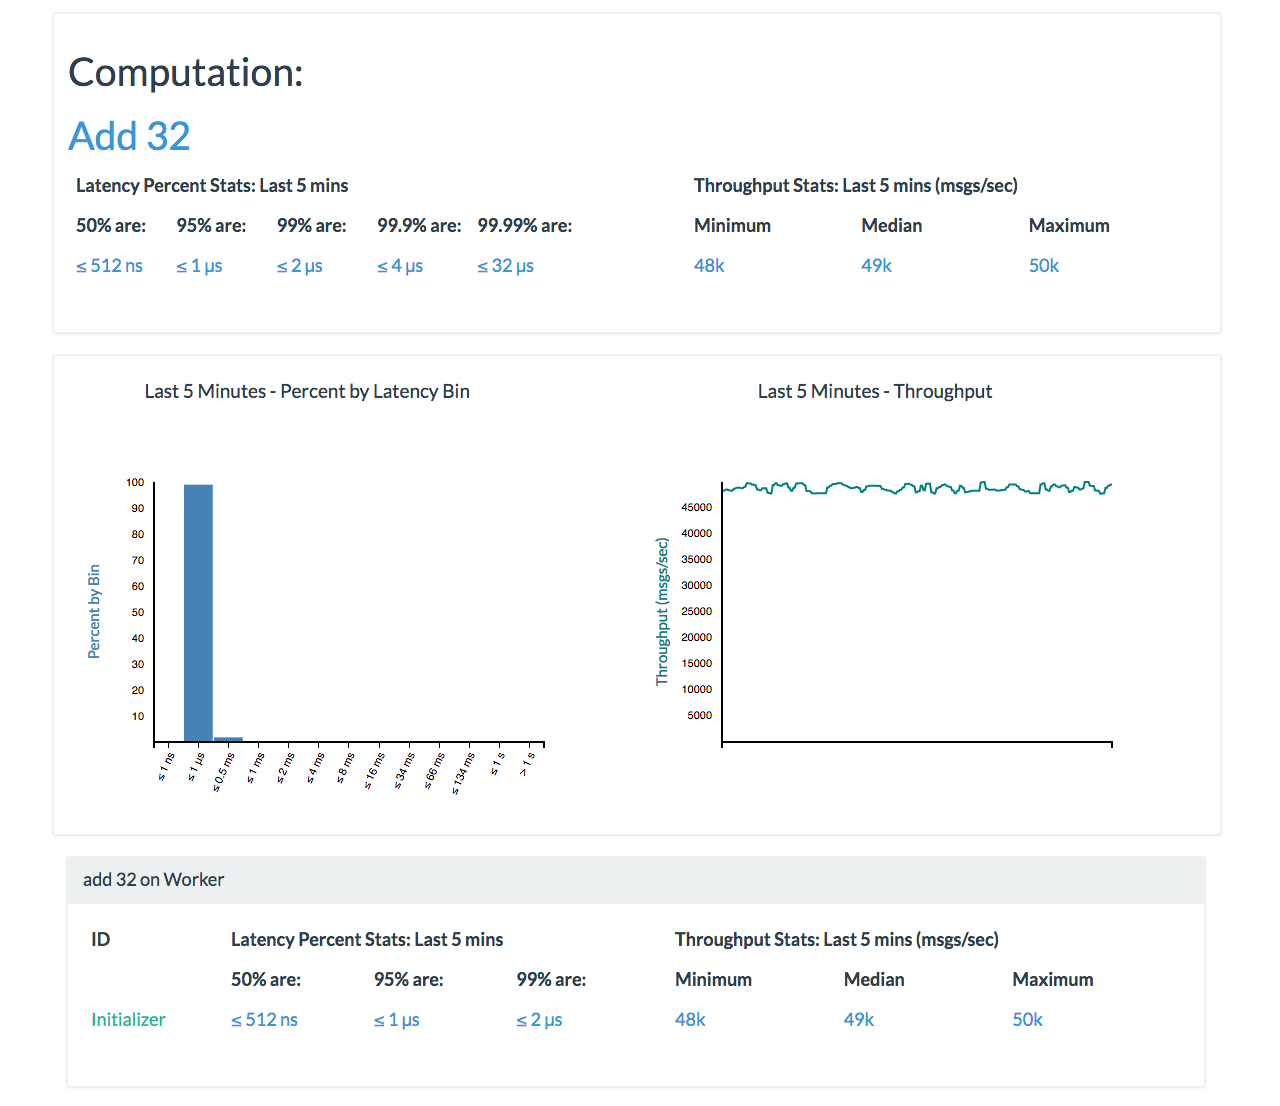 Computation:
Add 32
Latency Percent Stats: Last 5 mins
50% are: 95% are: 99% are: 99.9% are: 99.99% are:
≤ 512 ns ≤ 1 µs ≤ 2 µs ≤ 4 µs ≤ 32 µs
Throughput Stats: Last 5 mins (msgs/sec)
Minimum Median Maximum
48k 49k 50k
Last 5 Minutes - Percent by Latency Bin
Percent by Bin
100
90
80
70
60
50
40
30
20
10
≤ 1 ns ≤ 1 µs ≤ 0.5 ms ≤ 1 ms ≤ 2 ms ≤ 4 ms ≤ 8 ms ≤ 16 ms ≤ 34 ms ≤ 66 ms ≤ 134 ms ≤ 1 s > 1 s
Last 5 Minutes - Throughput
Throughput (msgs/sec)
45000
40000
35000
30000
25000
20000
15000
10000
5000
add 32 on Worker
ID Latency Percent Stats: Last 5 mins Throughput Stats: Last 5 mins (msgs/sec)
50% are: 95% are: 99% are: Minimum Median Maximum
Initializer ≤ 512 ns ≤ 1 µs ≤ 2 µs 48k 49k 50k